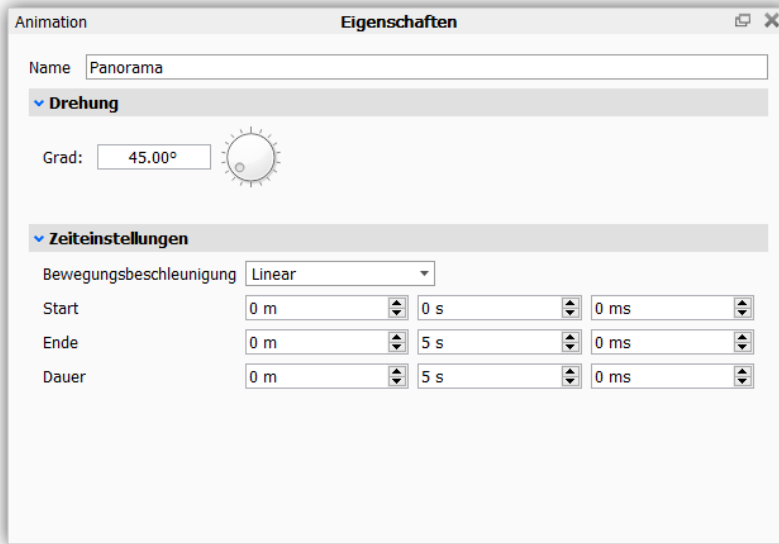 Animation Eigenschaften
Name Panorama
Drehung
Grad: 45.00º
Zeiteinstellungen
Bewegungsbeschleunigung Linear
Start 0 m 0 s 0 ms
Ende 0 m 5 s 0 ms
Dauer 0 m 5 s 0 ms